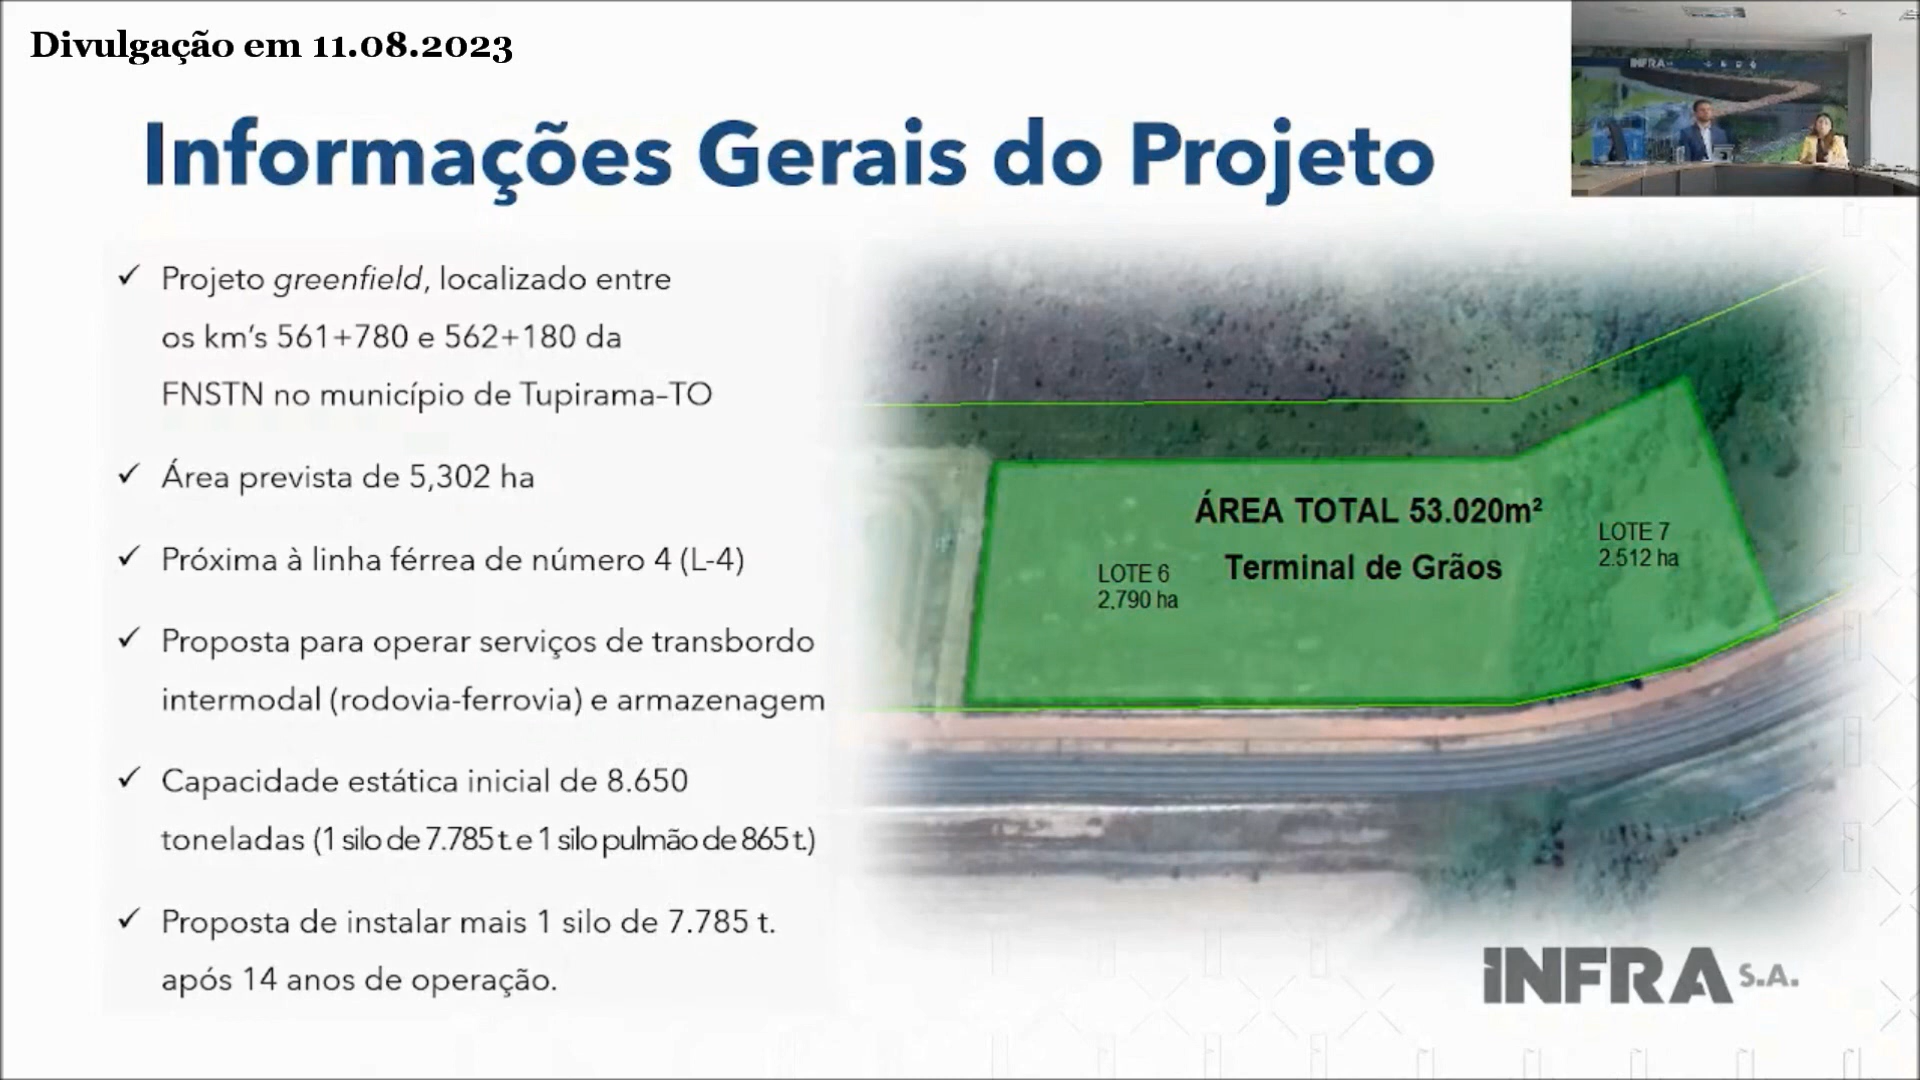 Divulgação em 11.08.2023
INFRA
Informações Gerais do Projeto
✓ Projeto greenfield, localizado entre
os km's 561+780 e 562+180 da
FNSTN no município de Tupirama–TO
✓ Área prevista de 5,302 ha
✓ Próxima à linha férrea de número 4 (L-4)
✓ Proposta para operar serviços de transbordo
intermodal (rodovia-ferrovia) e armazenagem
✓ Capacidade estática inicial de 8.650
toneladas (1 silo de 7.785 t. e 1 silo pulmão de 865 t.)
✓ Proposta de instalar mais 1 silo de 7.785 t.
após 14 anos de operação.
ÁREA TOTAL 53.020m²
Terminal de Grãos
LOTE 6
2.790 ha
LOTE 7
2.512 ha
INFRA S.A.